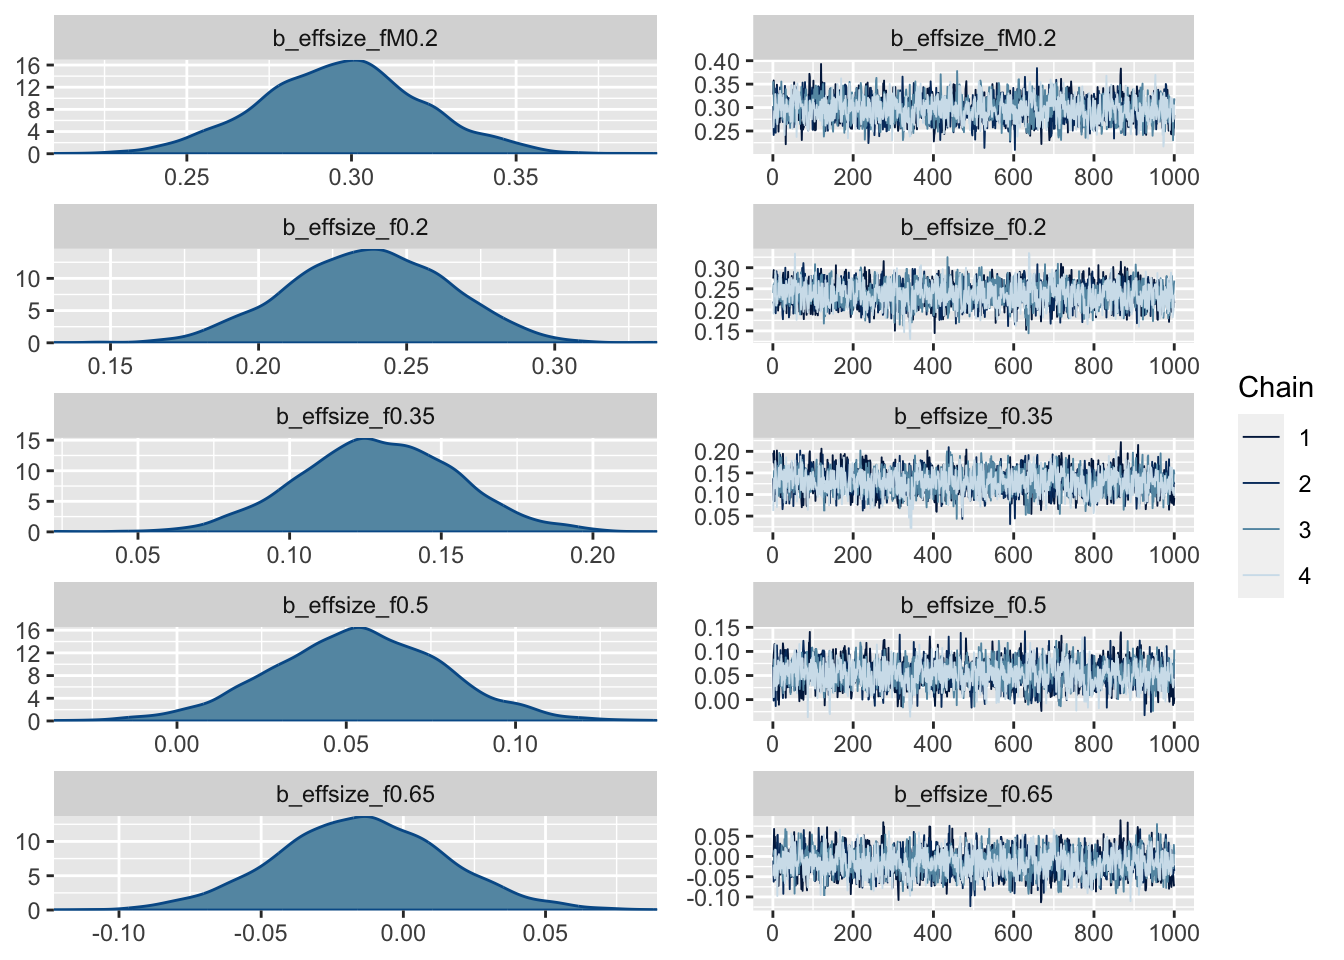 b_effsize_fM0.2
16
12
8
4
0
0.25 0.30 0.35
b_effsize_fM0.2
0.40
0.35
0.30
0.25
0 200 400 600 800 1000
b_effsize_f0.2
10
5
0
0.15 0.20 0.25 0.30
b_effsize_f0.2
0.30
0.25
0.20
0.15
0 200 400 600 800 1000
b_effsize_f0.35
15
10
5
0
0.05 0.10 0.15 0.20
b_effsize_f0.35
0.20
0.15
0.10
0.05
0 200 400 600 800 1000
b_effsize_f0.5
16
12
8
4
0
0.00 0.05 0.10
b_effsize_f0.5
0.15
0.10
0.05
0.00
0 200 400 600 800 1000
b_effsize_f0.65
10
5
0
-0.10 -0.05 0.00 0.05
b_effsize_f0.65
0.05
0.00
-0.05
-0.10
0 200 400 600 800 1000
Chain
1
2
3
4